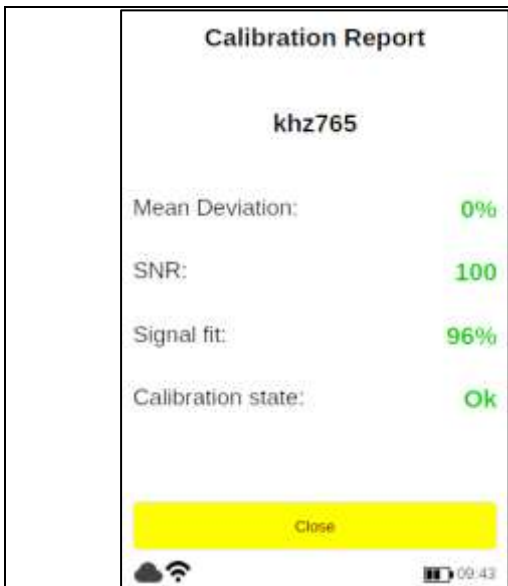 Calibration Report
khz765
Mean Deviation: 0%
SNR: 100
Signal fit: 96%
Calibration state: Ok
Close
09:43